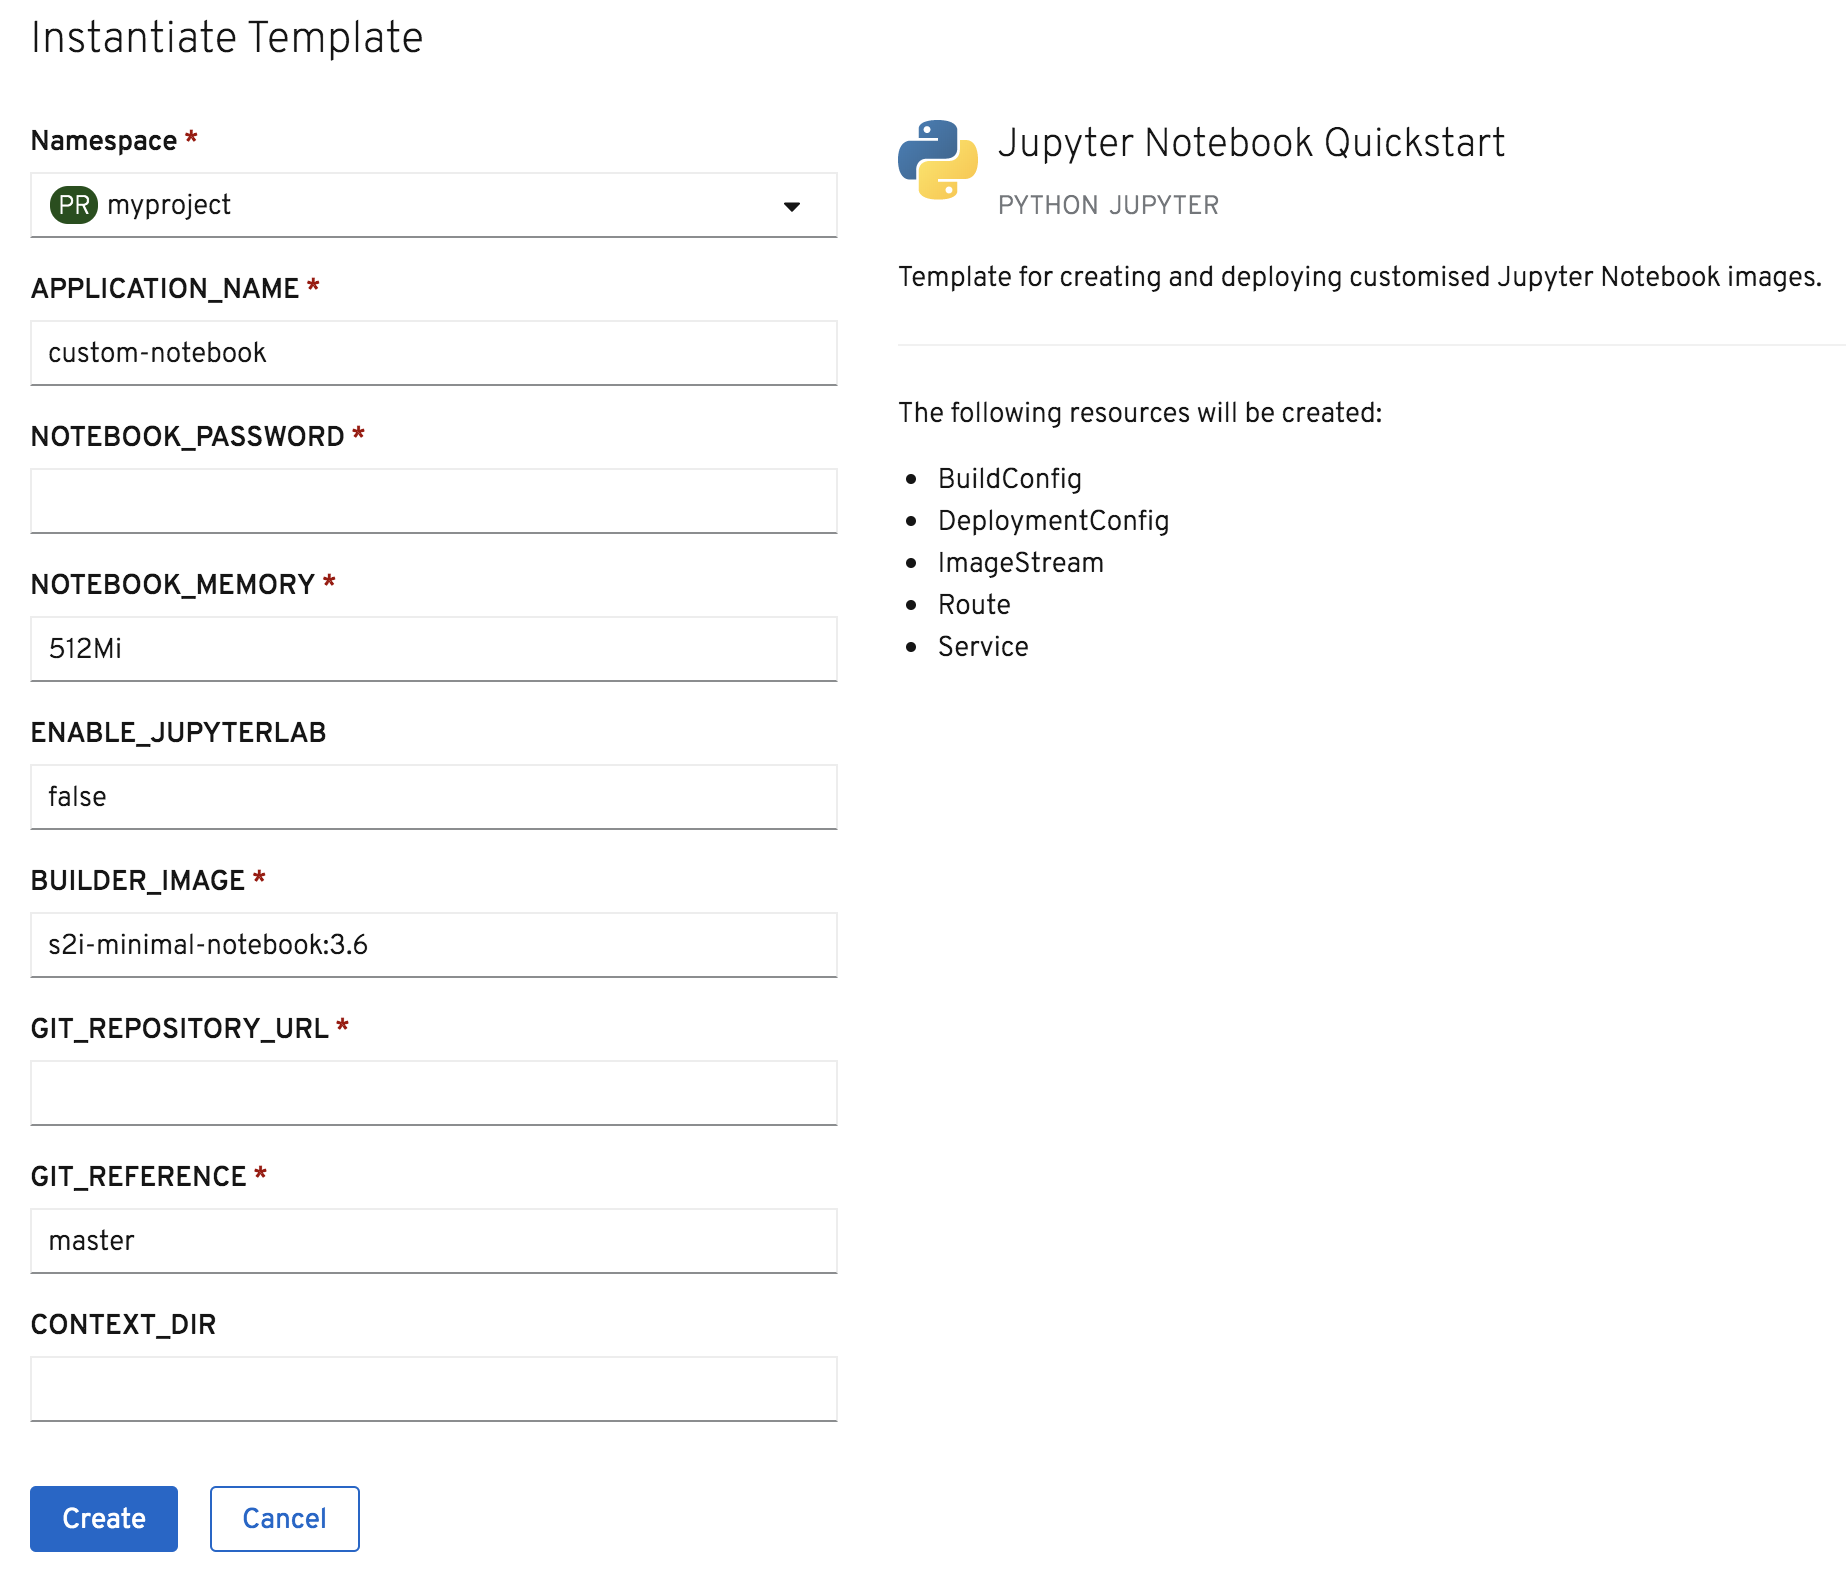 Instantiate Template
Namespace *
PR myproject
APPLICATION_NAME *
custom-notebook
NOTEBOOK_PASSWORD *
NOTEBOOK_MEMORY *
512Mi
ENABLE_JUPYTERLAB
false
BUILDER_IMAGE *
s2i-minimal-notebook:3.6
GIT_REPOSITORY_URL *
GIT_REFERENCE *
master
CONTEXT_DIR
Create Cancel
Jupyter Notebook Quickstart
PYTHON JUPYTER
Template for creating and deploying customised Jupyter Notebook images.
The following resources will be created:
• BuildConfig
• DeploymentConfig
• ImageStream
• Route
• Service